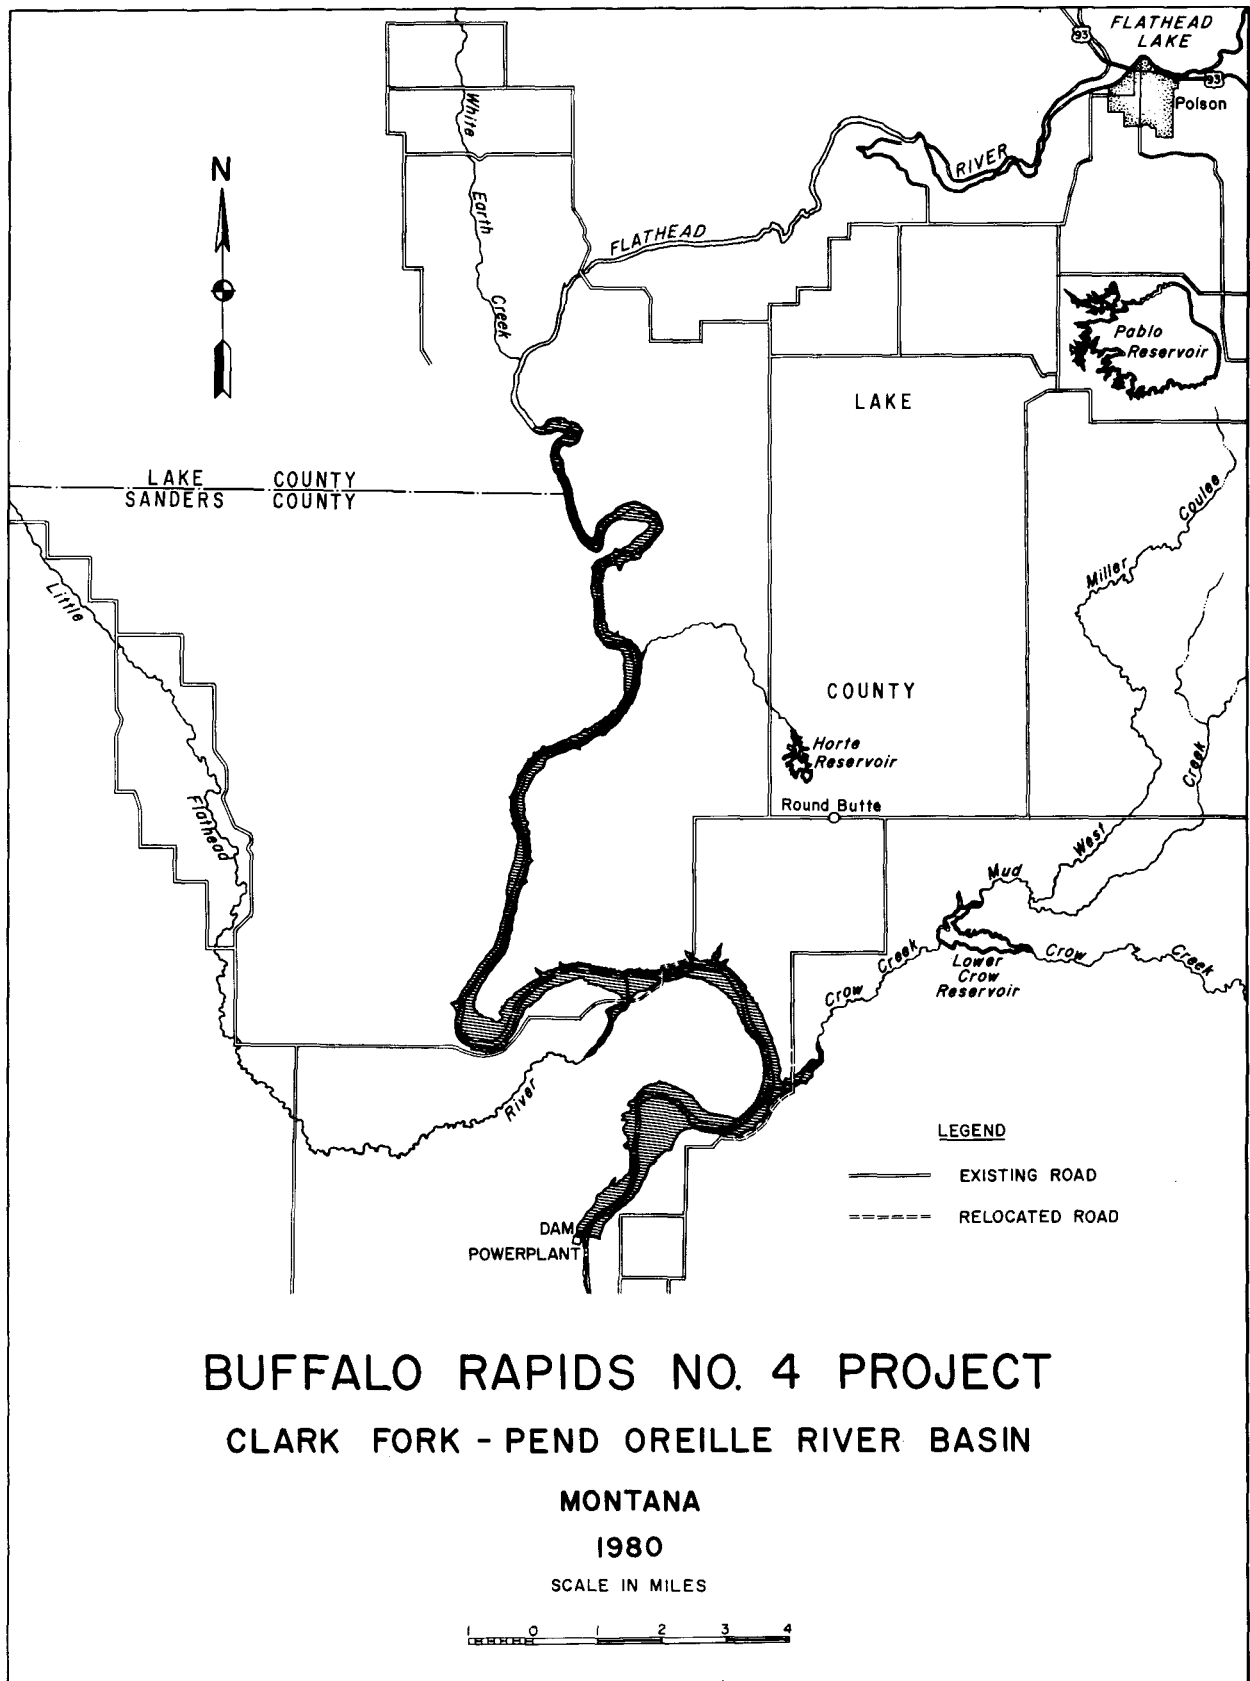 FLATHEAD
LAKE
93
93
Polson
N
White
Earth
Creek
FLATHEAD
RIVER
Pablo
Reservoir
LAKE
LAKE COUNTY
SANDERS COUNTY
Miller
Coulee
Little
Flathead
River
COUNTY
Horte
Reservoir
Round Butte
West
Creek
Mud
Crow
Creek
Lower
Crow
Reservoir
Crow
Creek
DAM
POWERPLANT
LEGEND
EXISTING ROAD
RELOCATED ROAD
BUFFALO RAPIDS NO. 4 PROJECT
CLARK FORK - PEND OREILLE RIVER BASIN
MONTANA
1980
SCALE IN MILES
1 0 1 2 3 4